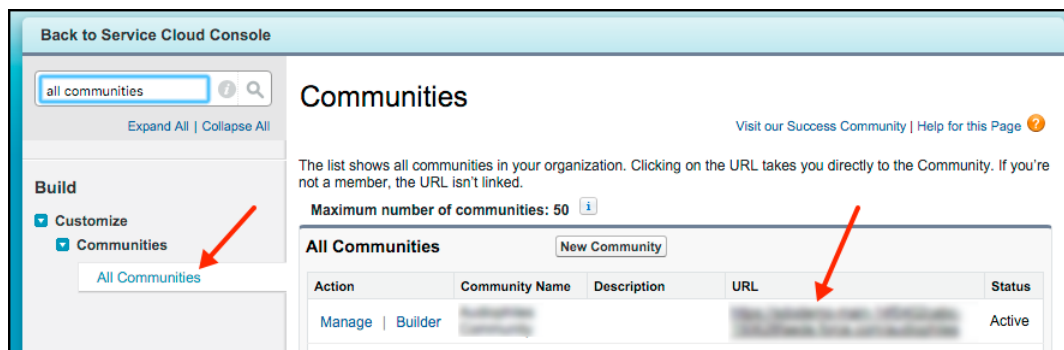 Back to Service Cloud Console
all communities
Expand All | Collapse All
Build
Customize
Communities
All Communities
Communities
Visit our Success Community | Help for this Page
The list shows all communities in your organization. Clicking on the URL takes you directly to the Community. If you're
not a member, the URL isn't linked.
Maximum number of communities: 50
All Communities
New Community
Action Community Name Description URL Status
Manage | Builder Active